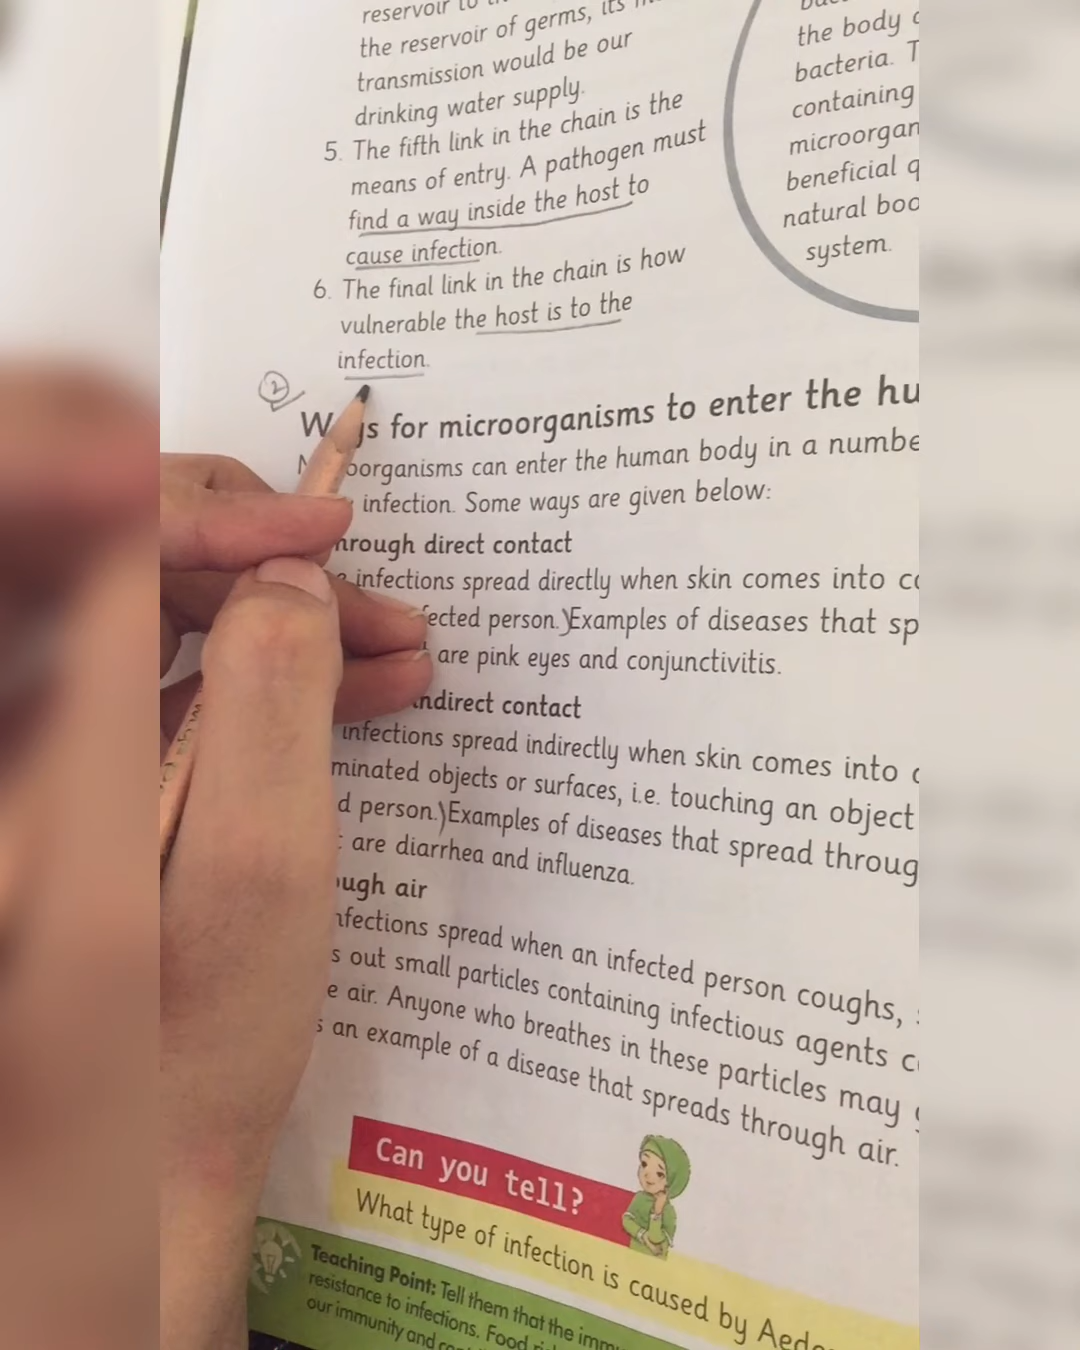 reservoir to
the reservoir of germs, its
transmission would be our
drinking water supply.
5. The fifth link in the chain is the
means of entry. A pathogen must
find a way inside the host to
cause infection.
6. The final link in the chain is how
vulnerable the host is to the
infection.
the body
bacteria.
containing
microorgan
beneficial q
natural boo
system.
2
Ways for microorganisms to enter the hu
oorganisms can enter the human body in a numbe
infection. Some ways are given below:
hrough direct contact
infections spread directly when skin comes into co
fected person.) Examples of diseases that sp
are pink eyes and conjunctivitis.
ndirect contact
infections spread indirectly when skin comes into c
minated objects or surfaces, i.e. touching an object
d person.) Examples of diseases that spread throug
are diarrhea and influenza.
ough air
nfections spread when an infected person coughs, s
s out small particles containing infectious agents c
e air. Anyone who breathes in these particles may g
s an example of a disease that spreads through air.
Can you tell?
What type of infection is caused by Aede
Teaching Point: Tell them that the imm
resistance to infections. Food
our immunity and